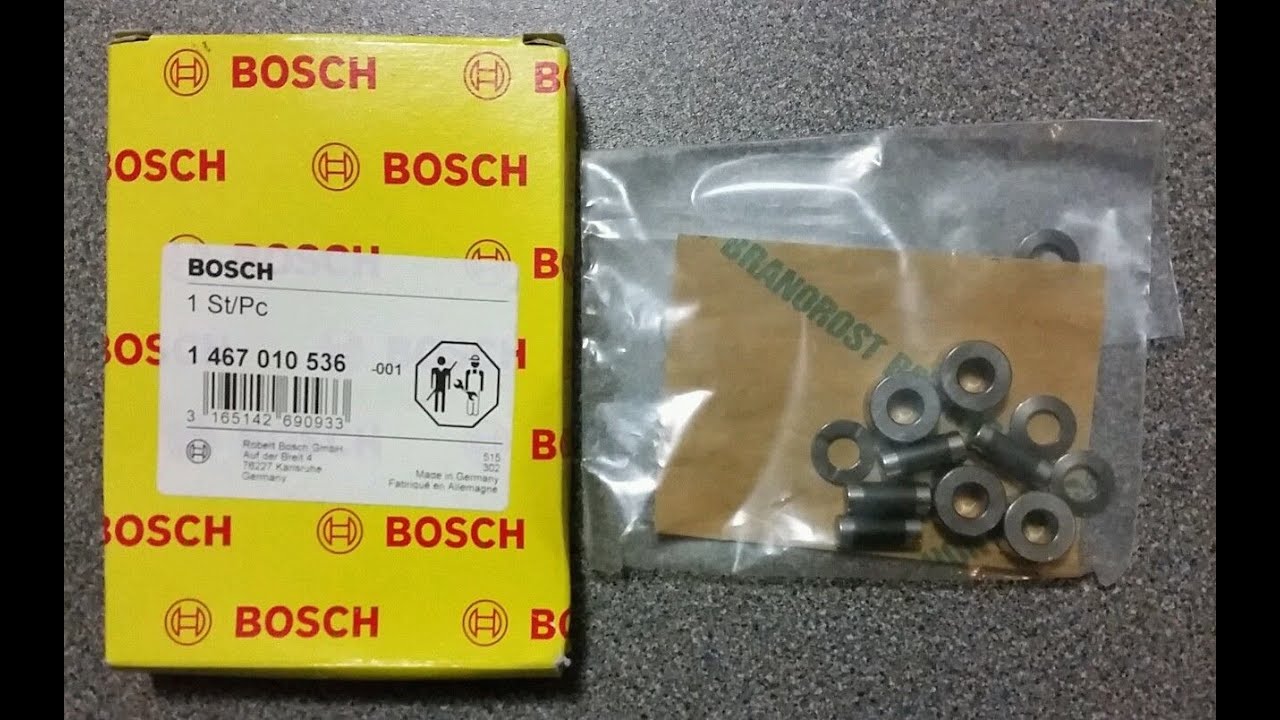 BOSCH
BOSCH
BOSCH
BOSCH
BOSCH
1 St/Pc
1 467 010 536 -001
3 165142 690933
Robert Bosch GmbH
Auf der Breit 4
76227 Karlsruhe
Germany
515
302
Made in Germany
Fabriqué en Allemagne
BOSCH
BOSCH
BOSCH
BRANOROST